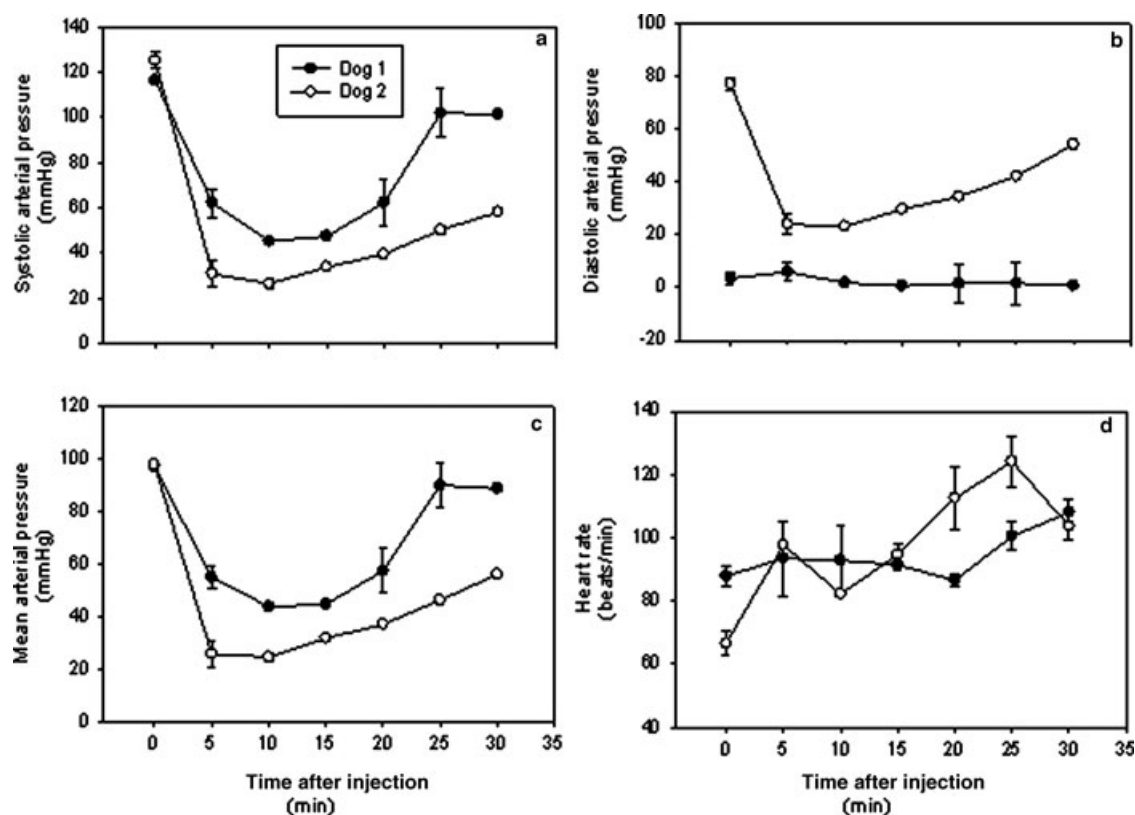 a
Dog 1
Dog 2
Systolic arterial pressure
(mmHg)
140
120
100
80
60
40
20
0
b
Diastolic arterial pressure
(mmHg)
100
80
60
40
20
0
-20
c
Mean arterial pressure
(mmHg)
120
100
80
60
40
20
0
0 5 10 15 20 25 30 35
Time after injection
(min)
d
Heart rate
(beats/min)
140
120
100
80
60
40
0 5 10 15 20 25 30 35
Time after injection
(min)